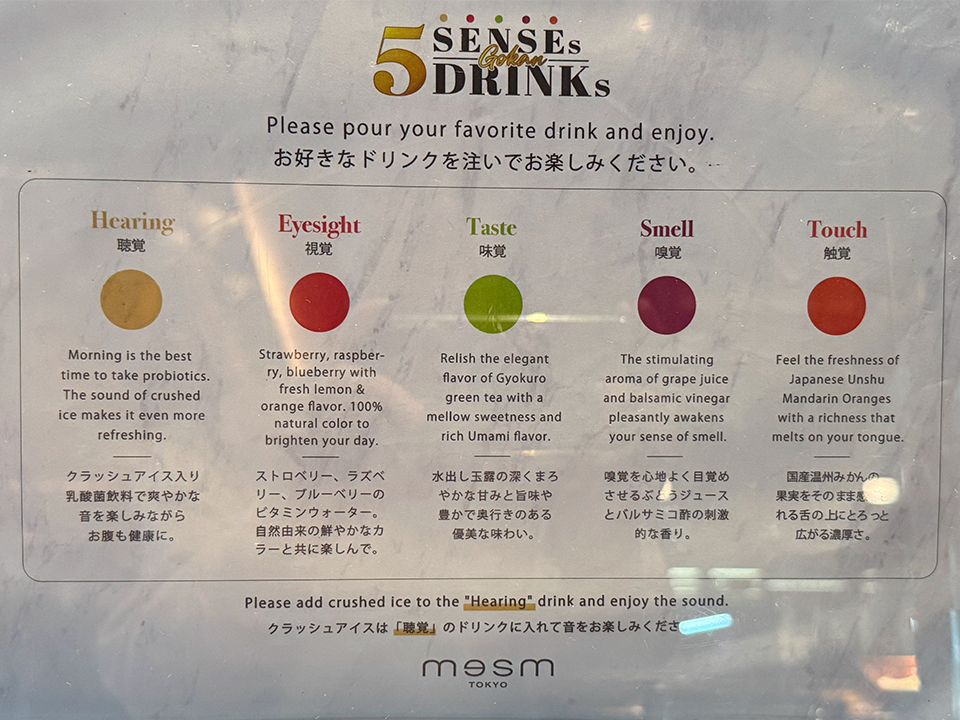 5 SENSEs
Gokan
DRINKs
Please pour your favorite drink and enjoy.
お好きなドリンクを注いでお楽しみください。
Hearing
聴覚
Morning is the best
time to take probiotics.
The sound of crushed
ice makes it even more
refreshing.
クラッシュアイス入り
乳酸菌飲料で爽やかな
音を楽しみながら
お腹も健康に。
Eyesight
視覚
Strawberry, raspber-
ry, blueberry with
fresh lemon &
orange flavor. 100%
natural color to
brighten your day.
ストロベリー、ラズベ
リー、ブルーベリーの
ビタミンウォーター。
自然由来の鮮やかなカ
ラーと共に楽しんで。
Taste
味覚
Relish the elegant
flavor of Gyokuro
green tea with a
mellow sweetness and
rich Umami flavor.
水出し玉露の深くまろ
やかな甘みと旨味や
豊かで奥行きのある
優美な味わい。
Smell
嗅覚
The stimulating
aroma of grape juice
and balsamic vinegar
pleasantly awakens
your sense of smell.
嗅覚を心地よく目覚め
させるぶどうジュース
とバルサミコ酢の刺激
的な香り。
Touch
触覚
Feel the freshness of
Japanese Unshu
Mandarin Oranges
with a richness that
melts on your tongue.
国産温州みかんの
果実をそのまま感
れる舌の上にとろっと
広がる濃厚さ。
Please add crushed ice to the "Hearing" drink and enjoy the sound.
クラッシュアイスは「聴覚」のドリンクに入れて音をお楽しみくださ
mesm
TOKYO